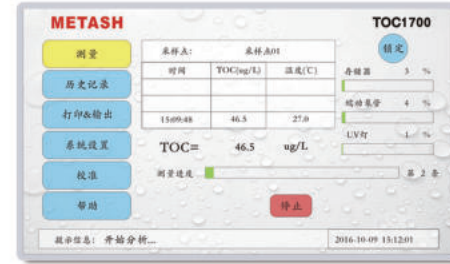 METASH
TOC1700
测量
历史记录
打印&输出
系统设置
校准
帮助
采样点: 采样点01
时间 TOC(ug/L) 温度(℃)
15:09:48 46.5 27.0
TOC= 46.5 ug/L
测量进度 第 2 条
停止
锁定
存储器 3 %
蠕动泵管 4 %
UV灯 1 %
提示信息: 开始分析...
2016-10-09 15:12:01